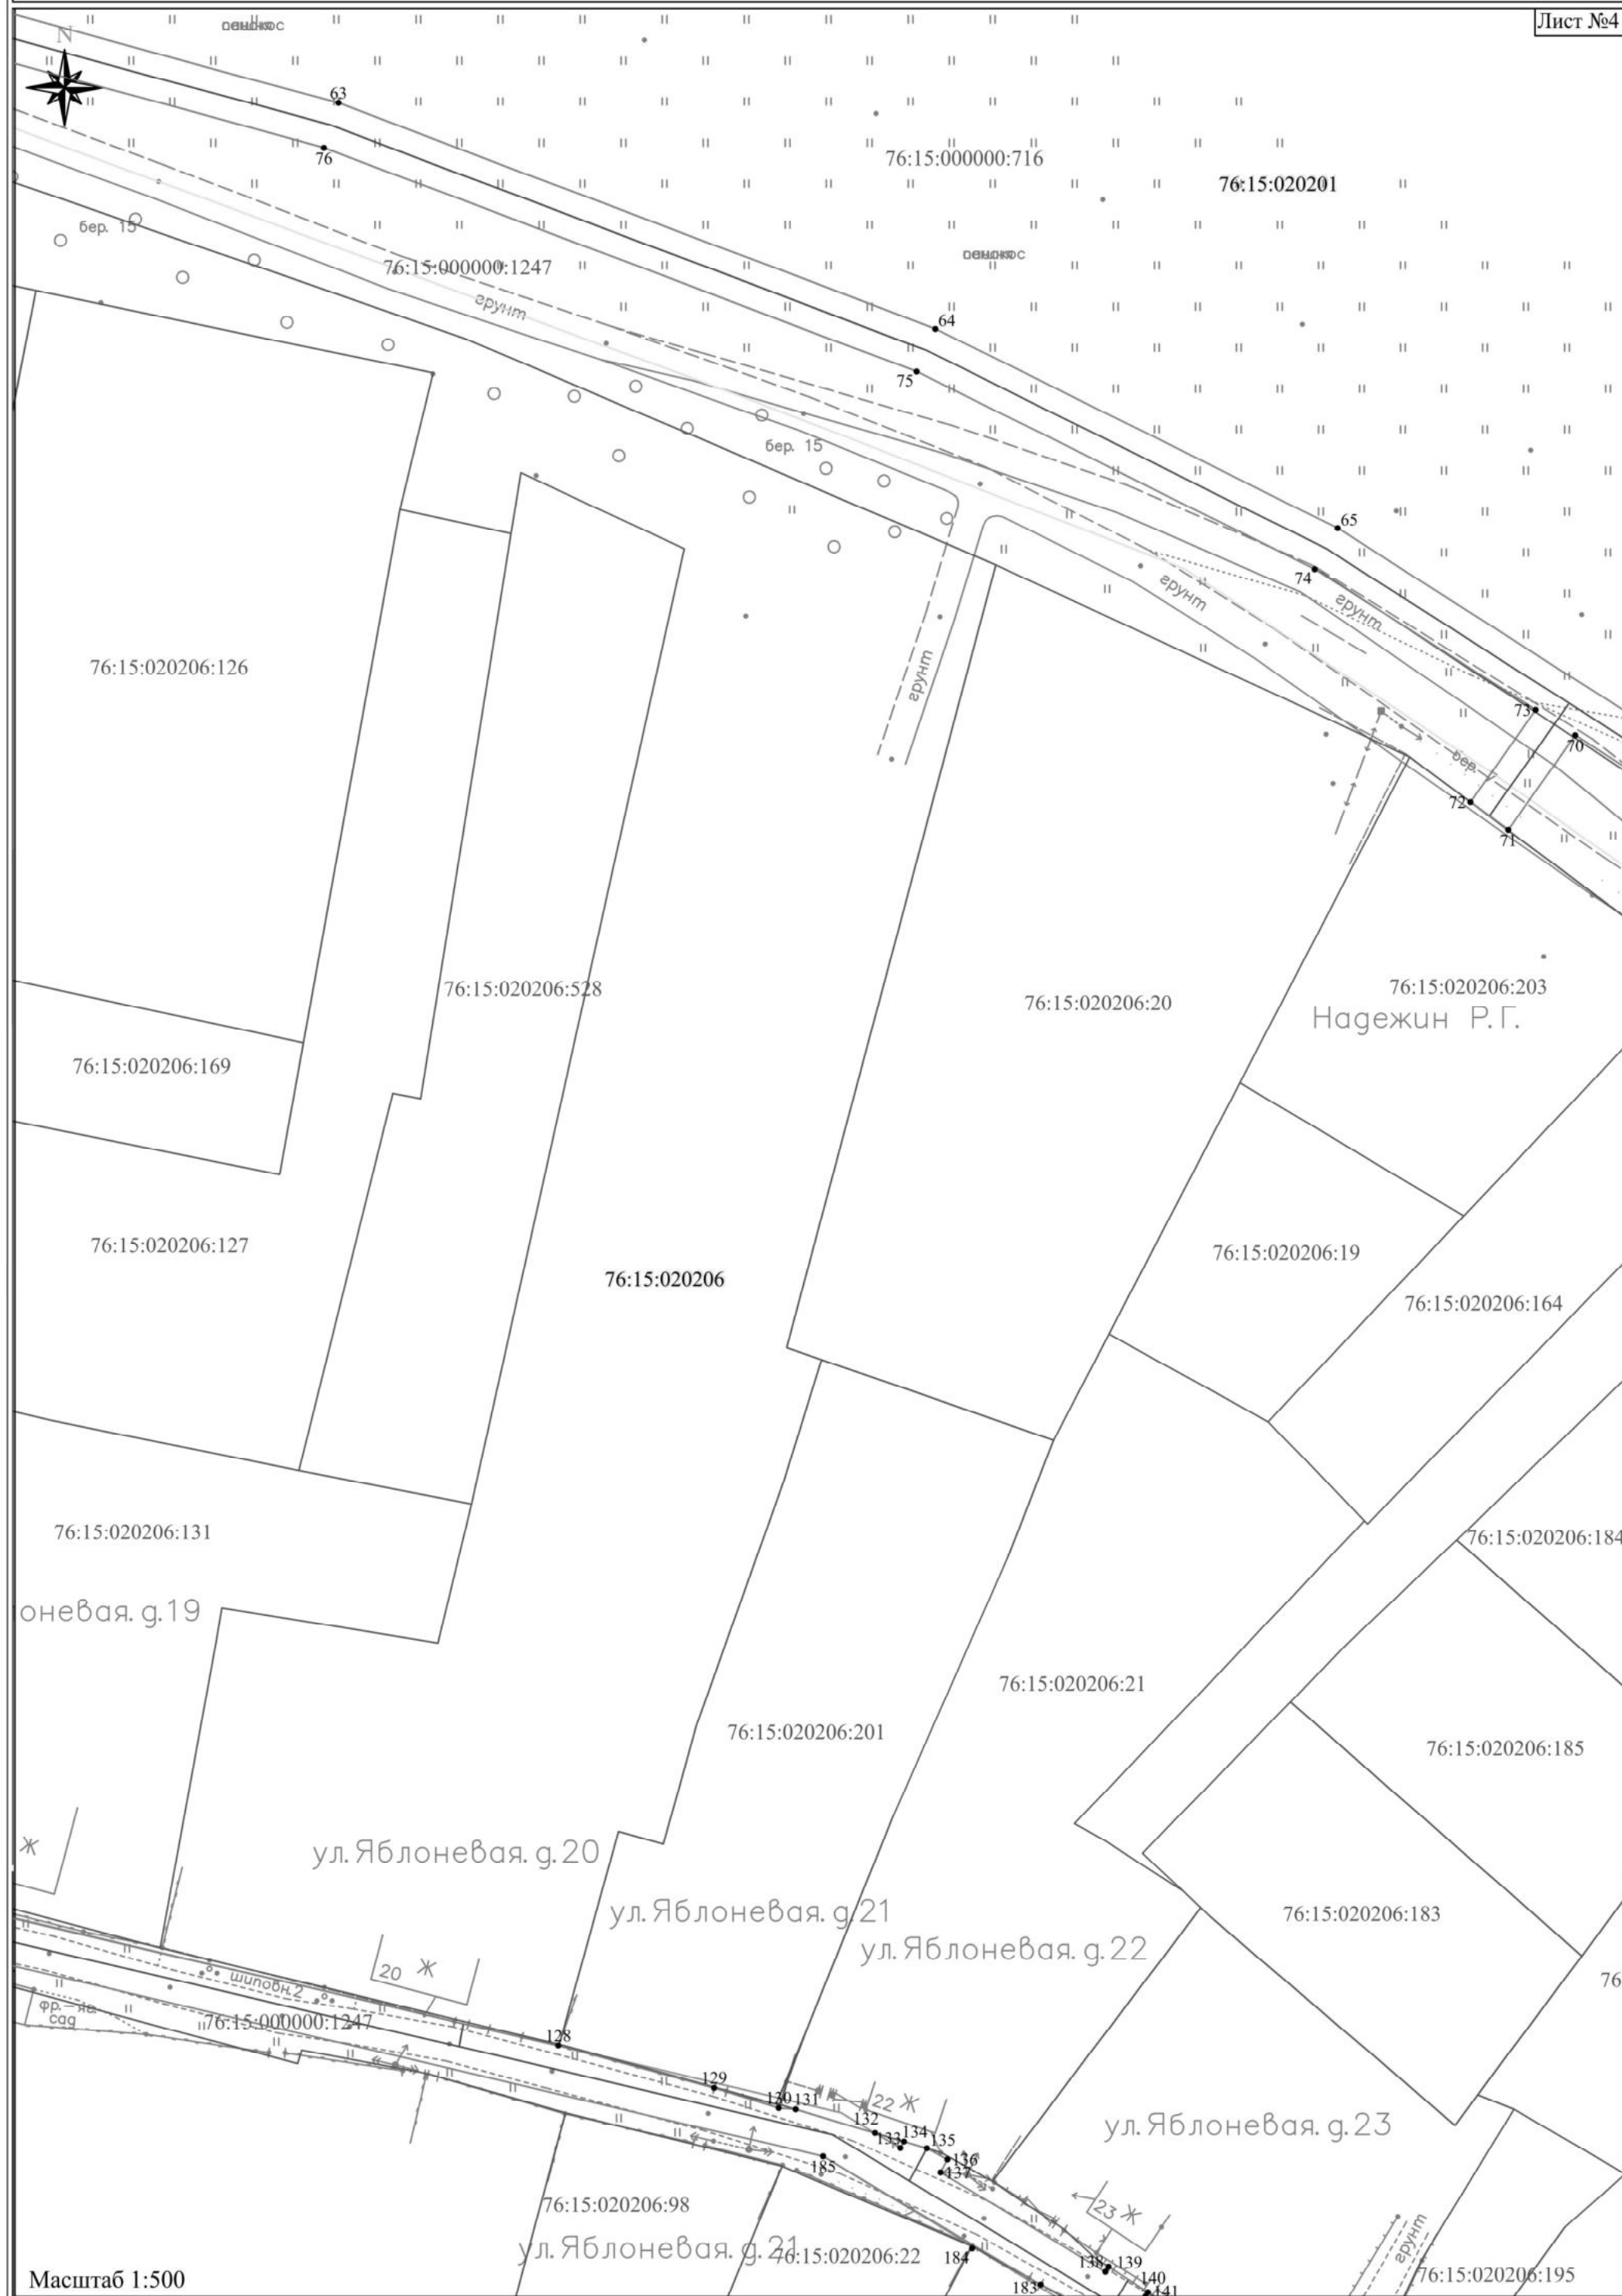 Лист №4
N
63
76
76:15:000000:716
76:15:020201
бер. 15
76:15:000000:1247
грунт
64
75
бер. 15
65
74
грунт
грунт
грунт
76:15:020206:126
73
70
бер. 7
72
71
76:15:020206:528
76:15:020206:20
76:15:020206:203
Надежин Р.Г.
76:15:020206:169
76:15:020206:127
76:15:020206
76:15:020206:19
76:15:020206:164
76:15:020206:131
76:15:020206:184
оневая. д.19
76:15:020206:21
76:15:020206:201
76:15:020206:185
Ж
ул.Яблоневая. д.20
ул.Яблоневая. д.21
76:15:020206:183
ул.Яблоневая. д.22
20 Ж
76
шиповн.2
фр.-яг.
сад
76:15:000000:1247
128
129
130
131
22 Ж
132
133
134
135
136
137
185
ул.Яблоневая. д.23
23 Ж
76:15:020206:98
ул.Яблоневая. д.21
76:15:020206:22
184
183
138
139
140
141
грунт
76:15:020206:195
Масштаб 1:500